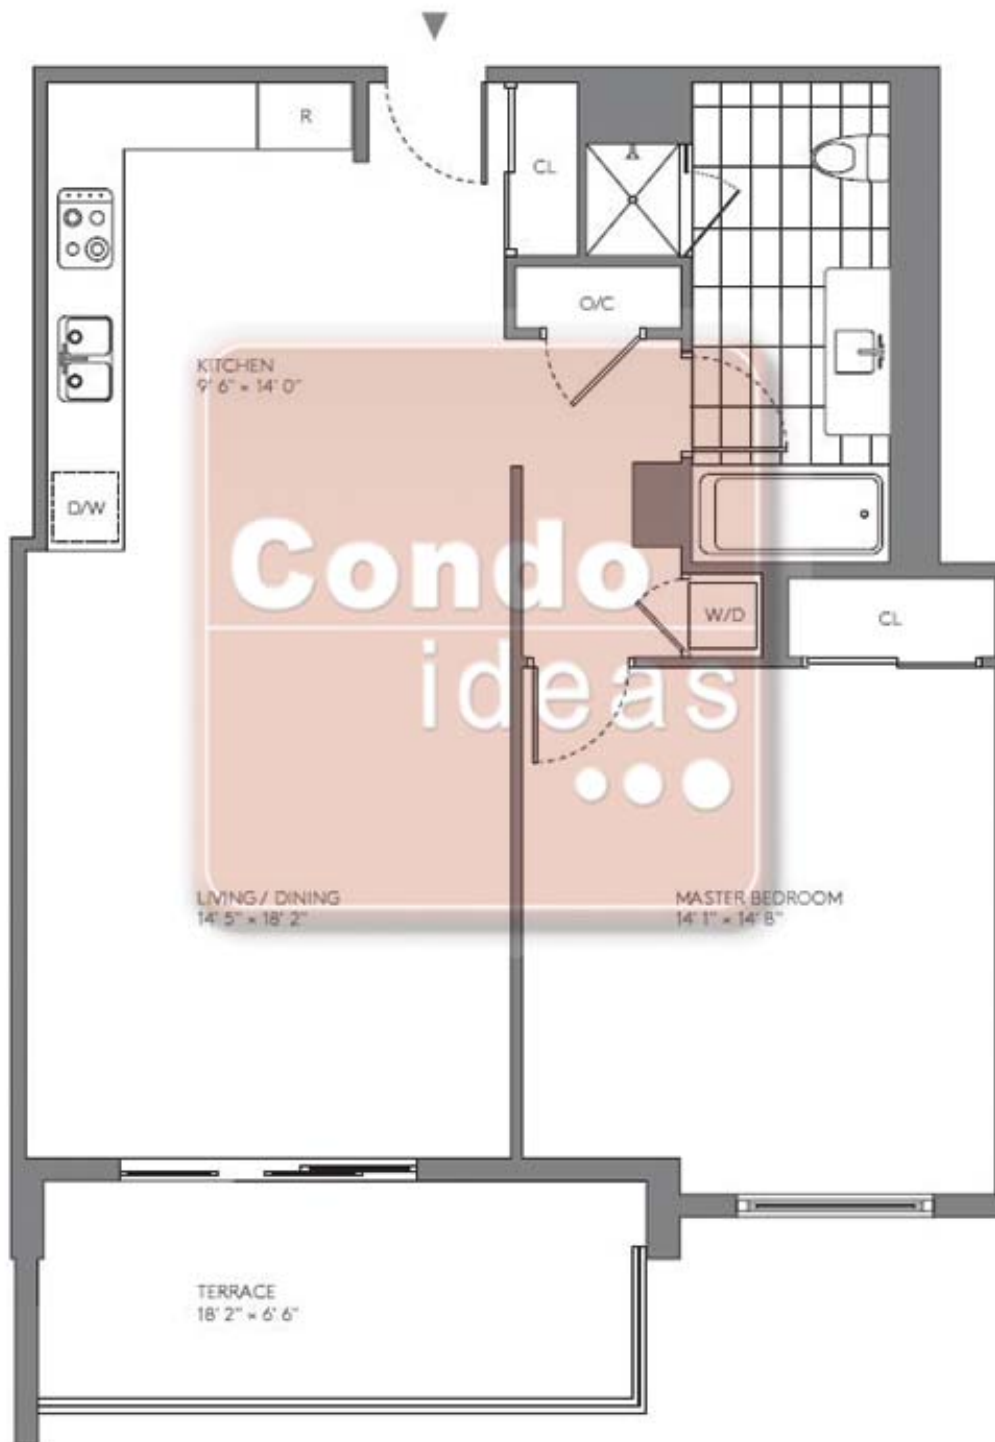 R
CL
O/C
KITCHEN
9' 6" × 14' 0"
D/W
Condo
ideas
W/D
CL
LIVING / DINING
14' 5" × 18' 2"
MASTER BEDROOM
14' 1" × 14' 8"
TERRACE
18' 2" × 6' 6"